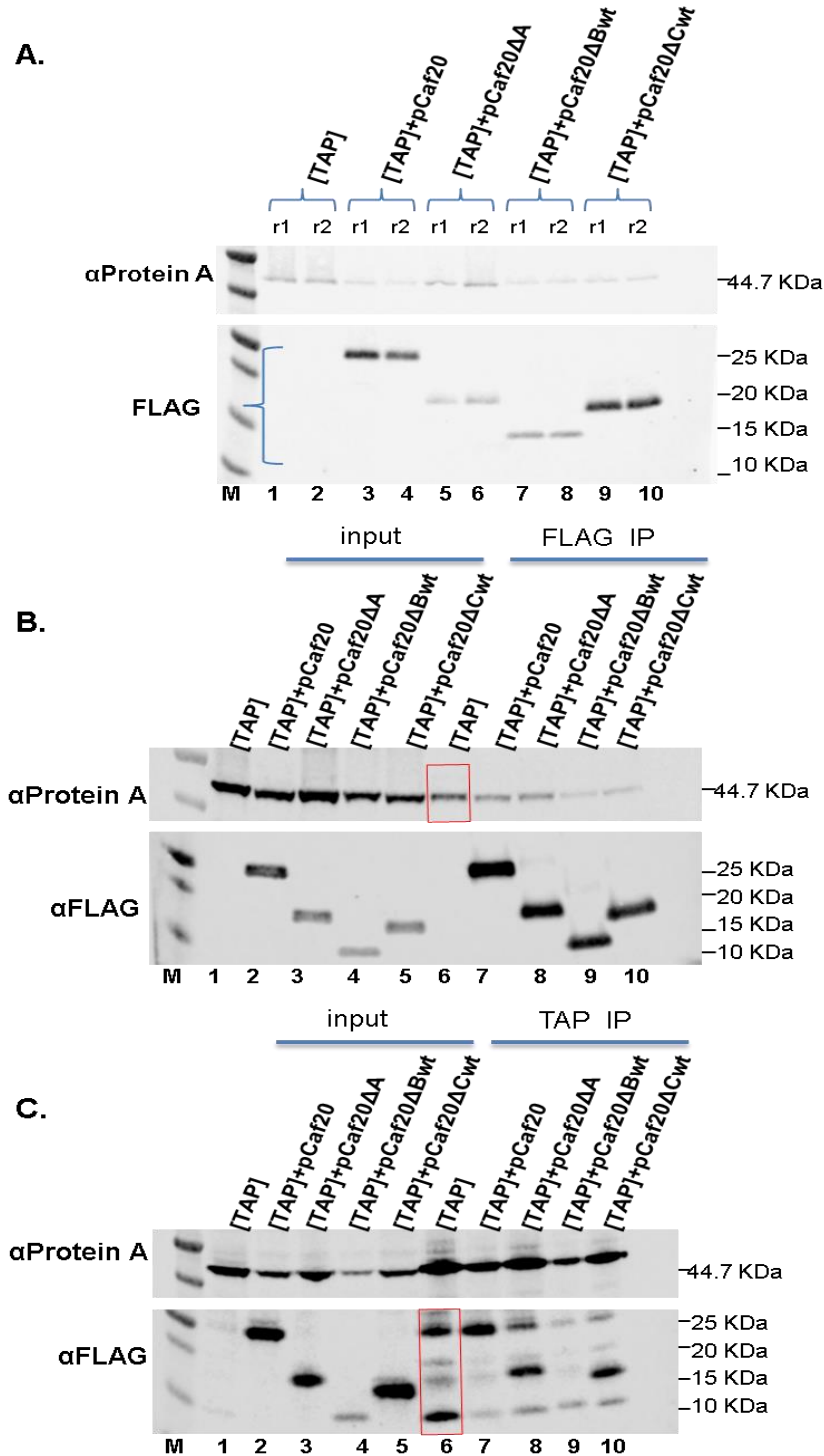 A.
[TAP] [TAP]+pCaf20 [TAP]+pCaf20ΔA [TAP]+pCaf20ΔBwt [TAP]+pCaf20ΔCwt
r1 r2 r1 r2 r1 r2 r1 r2 r1 r2
αProtein A
44.7 KDa
FLAG
25 KDa
20 KDa
15 KDa
10 KDa
M 1 2 3 4 5 6 7 8 9 10
input FLAG IP
B.
[TAP] [TAP]+pCaf20 [TAP]+pCaf20ΔA [TAP]+pCaf20ΔBwt [TAP]+pCaf20ΔCwt [TAP] [TAP]+pCaf20 [TAP]+pCaf20ΔA [TAP]+pCaf20ΔBwt [TAP]+pCaf20ΔCwt
αProtein A
44.7 KDa
αFLAG
25 KDa
20 KDa
15 KDa
10 KDa
M 1 2 3 4 5 6 7 8 9 10
input TAP IP
C.
[TAP] [TAP]+pCaf20 [TAP]+pCaf20ΔA [TAP]+pCaf20ΔBwt [TAP]+pCaf20ΔCwt [TAP] [TAP]+pCaf20 [TAP]+pCaf20ΔA [TAP]+pCaf20ΔBwt [TAP]+pCaf20ΔCwt
αProtein A
44.7 KDa
αFLAG
25 KDa
20 KDa
15 KDa
10 KDa
M 1 2 3 4 5 6 7 8 9 10